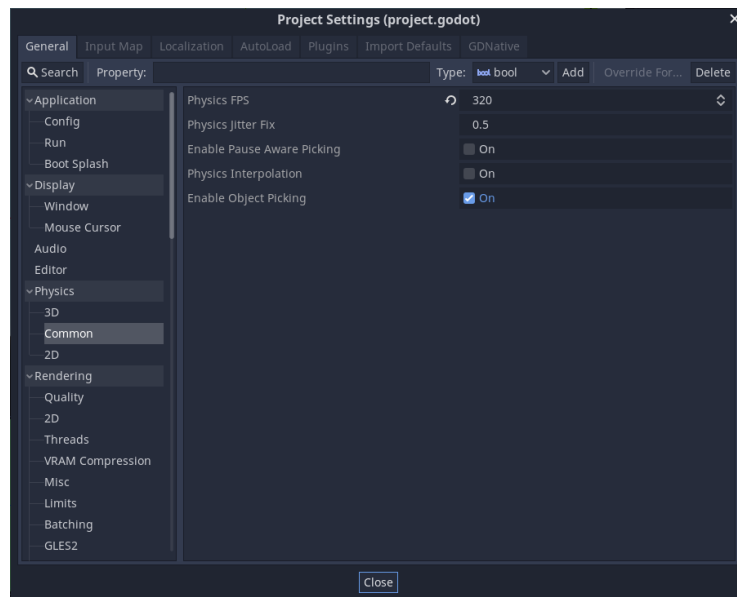 Project Settings (project.godot)
General Input Map Localization AutoLoad Plugins Import Defaults GDNative
Search Property: Type: bool bool Add Override For... Delete
Application
Config
Run
Boot Splash
Display
Window
Mouse Cursor
Audio
Editor
Physics
3D
Common
2D
Rendering
Quality
2D
Threads
VRAM Compression
Misc
Limits
Batching
GLES2
Physics FPS 320
Physics Jitter Fix 0.5
Enable Pause Aware Picking On
Physics Interpolation On
Enable Object Picking On
Close